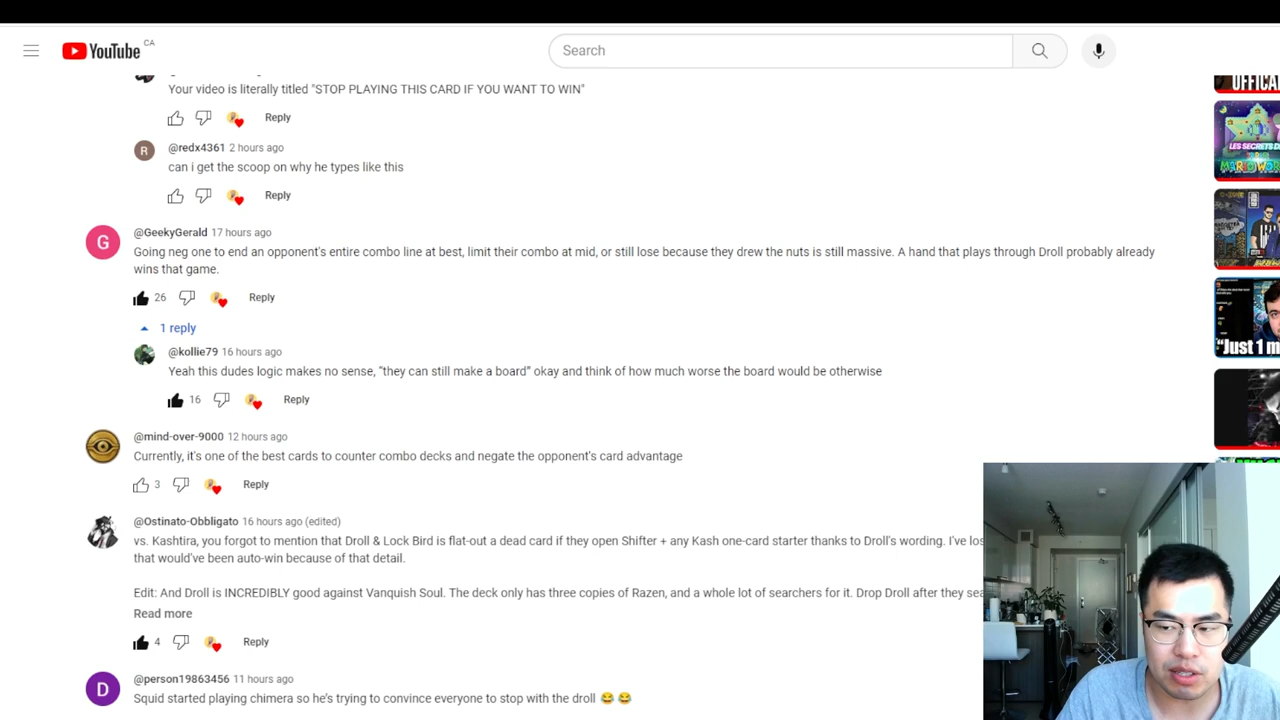 YouTube CA
Search
Your video is literally titled "STOP PLAYING THIS CARD IF YOU WANT TO WIN"
Reply
R
@redx4361 2 hours ago
can i get the scoop on why he types like this
Reply
G
@GeekyGerald 17 hours ago
Going neg one to end an opponent's entire combo line at best, limit their combo at mid, or still lose because they drew the nuts is still massive. A hand that plays through Droll probably already
wins that game.
26 Reply
1 reply
@kollie79 16 hours ago
Yeah this dudes logic makes no sense, "they can still make a board" okay and think of how much worse the board would be otherwise
16 Reply
@mind-over-9000 12 hours ago
Currently, it's one of the best cards to counter combo decks and negate the opponent's card advantage
3 Reply
@Ostinato-Obbligato 16 hours ago (edited)
vs. Kashtira, you forgot to mention that Droll & Lock Bird is flat-out a dead card if they open Shifter + any Kash one-card starter thanks to Droll's wording. I've los
that would've been auto-win because of that detail.
Edit: And Droll is INCREDIBLY good against Vanquish Soul. The deck only has three copies of Razen, and a whole lot of searchers for it. Drop Droll after they sea
Read more
4 Reply
D
@person19863456 11 hours ago
Squid started playing chimera so he's trying to convince everyone to stop with the droll 😂 😂
LES SECRETS D
"Just 1 m